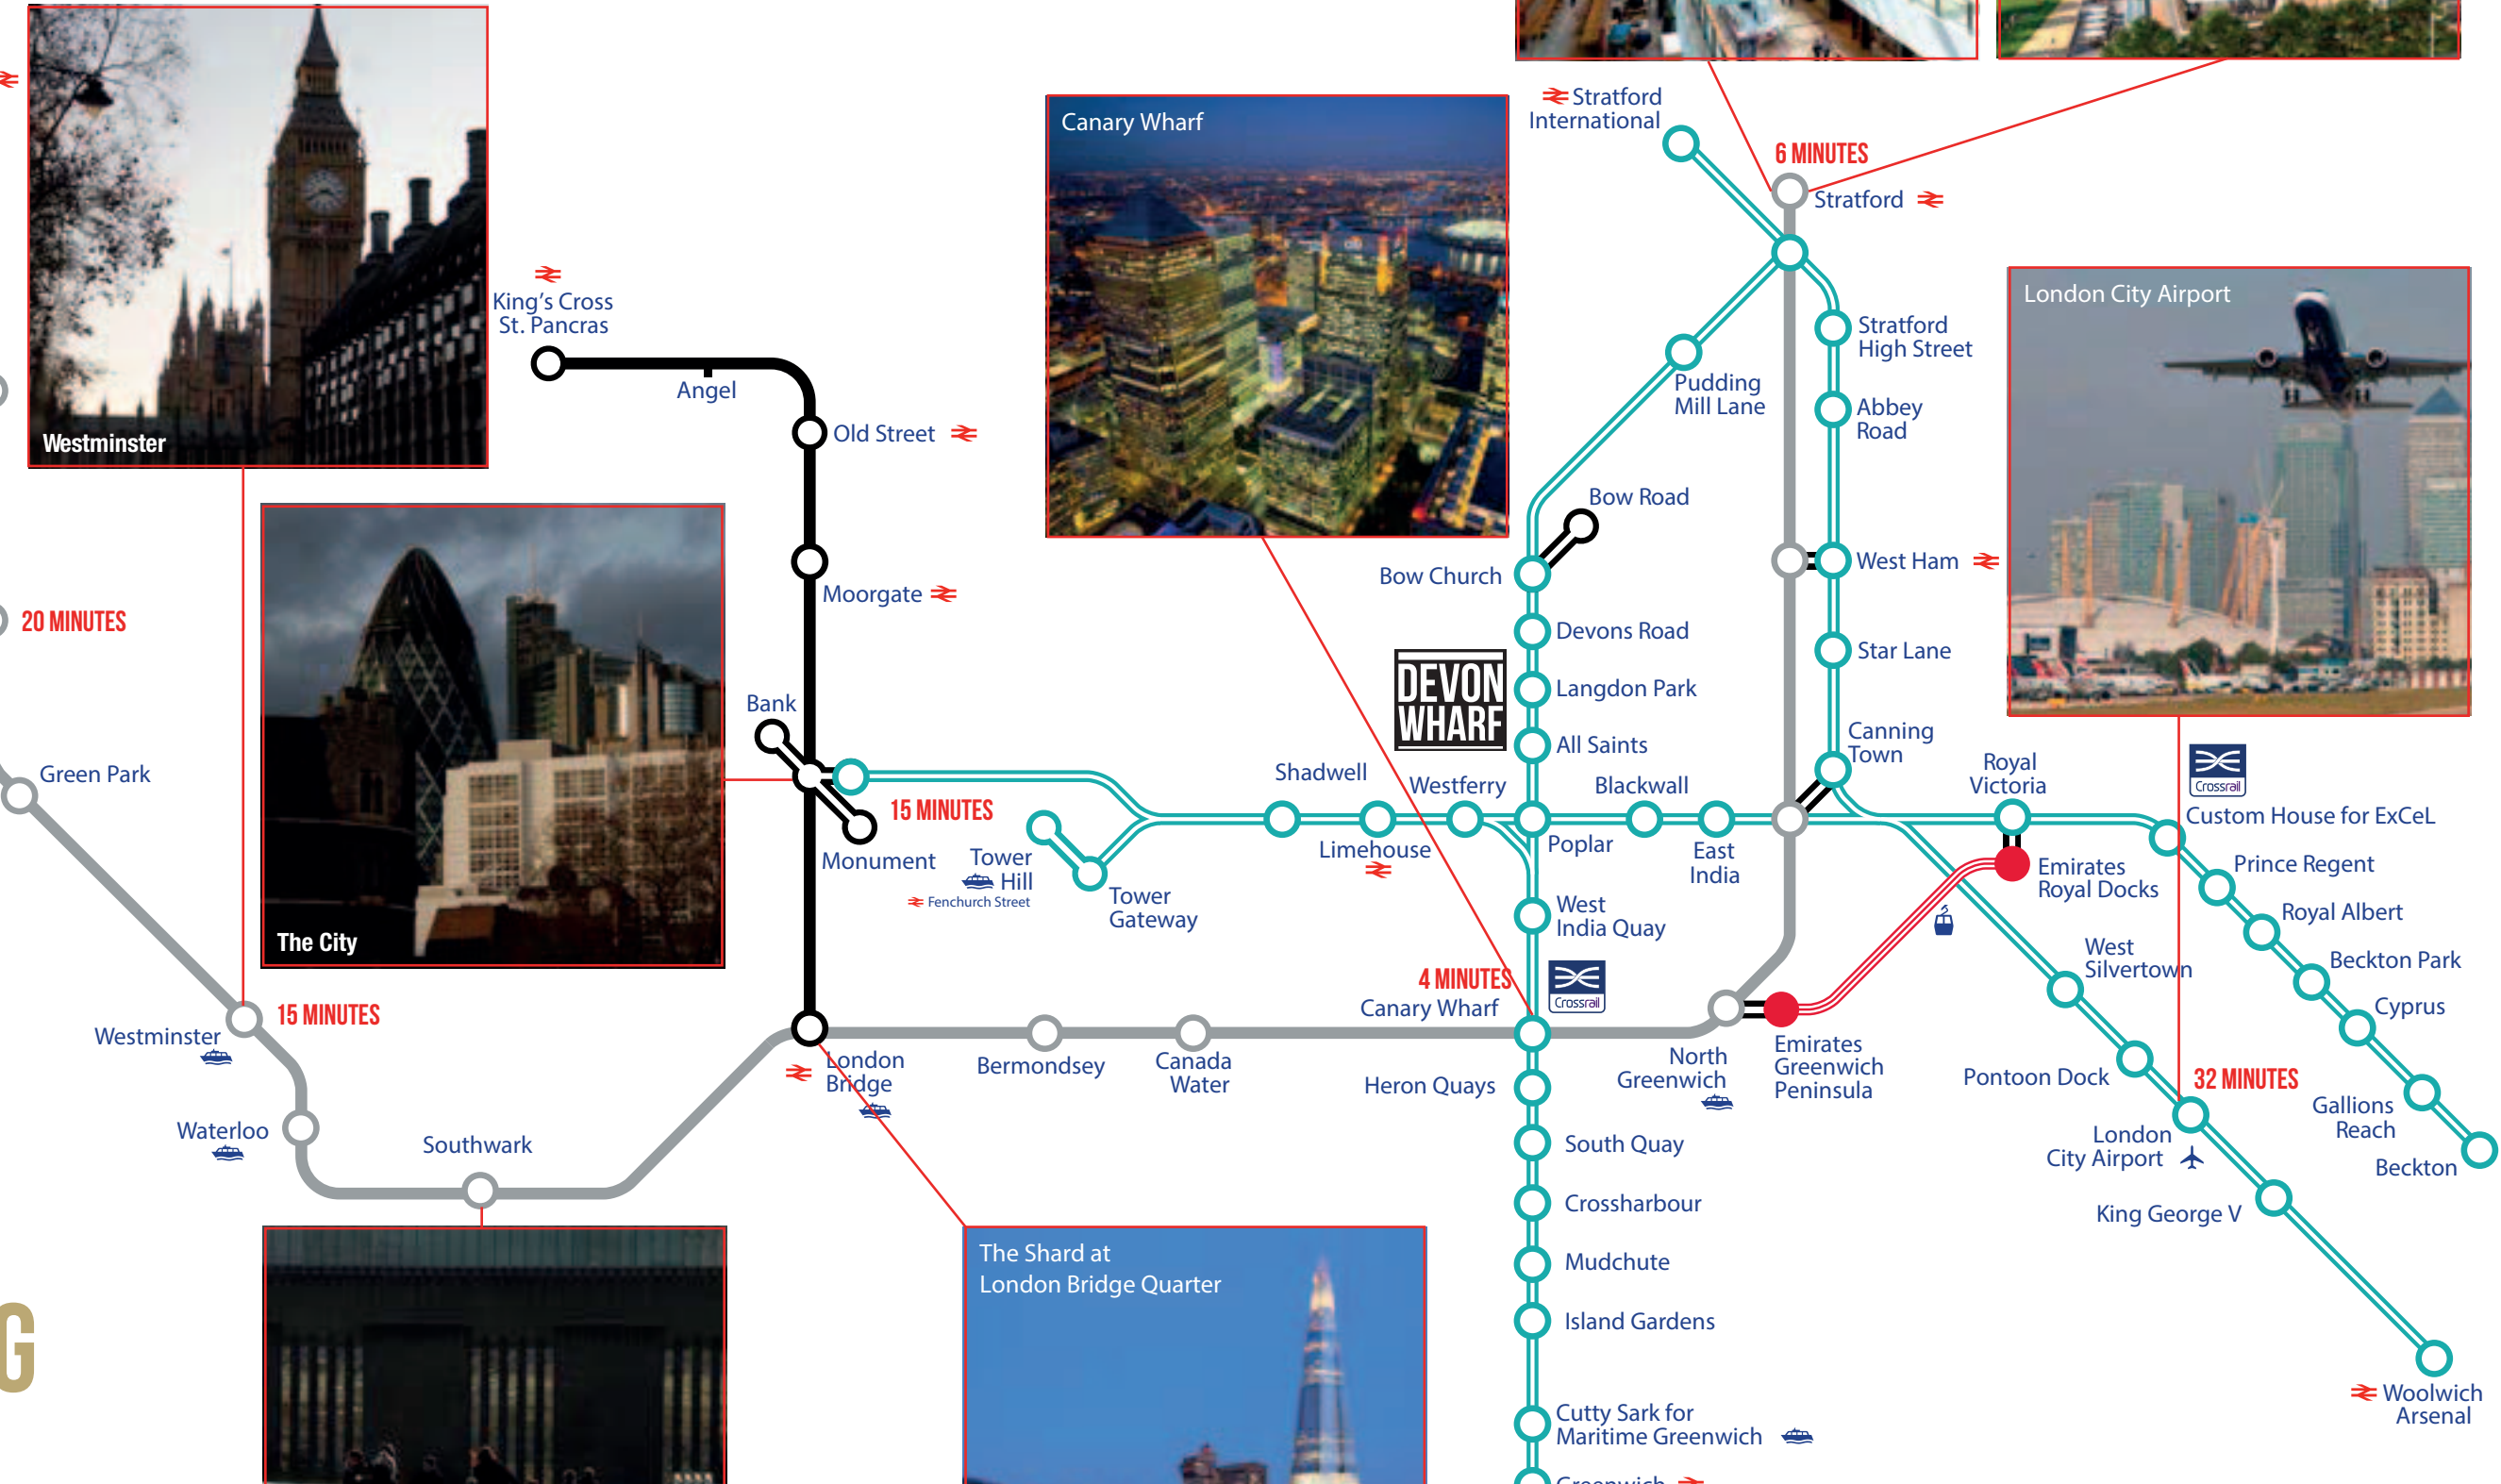 Westminster
Canary Wharf
Stratford
International
6 MINUTES
Stratford
London City Airport
King's Cross
St. Pancras
Angel
Old Street
Stratford
High Street
Pudding
Mill Lane
Abbey
Road
Bow Road
Moorgate
Bow Church
West Ham
20 MINUTES
Devons Road
Star Lane
DEVON
WHARF
Langdon Park
Bank
All Saints
Canning
Town
Green Park
Shadwell
Westferry
Blackwall
Royal
Victoria
Crossrail
15 MINUTES
Custom House for ExCeL
Monument
Tower
Hill
Fenchurch Street
Limehouse
Poplar
East
India
Emirates
Royal Docks
Prince Regent
Tower
Gateway
West
India Quay
Royal Albert
The City
West
Silvertown
Beckton Park
4 MINUTES
Canary Wharf
Crossrail
Cyprus
15 MINUTES
Westminster
London
Bridge
Bermondsey
Canada
Water
Heron Quays
North
Greenwich
Emirates
Greenwich
Peninsula
Pontoon Dock
32 MINUTES
Gallions
Reach
Waterloo
Southwark
South Quay
London
City Airport
Beckton
Crossharbour
King George V
The Shard at
London Bridge Quarter
Mudchute
Island Gardens
G
Woolwich
Arsenal
Cutty Sark for
Maritime Greenwich
Greenwich